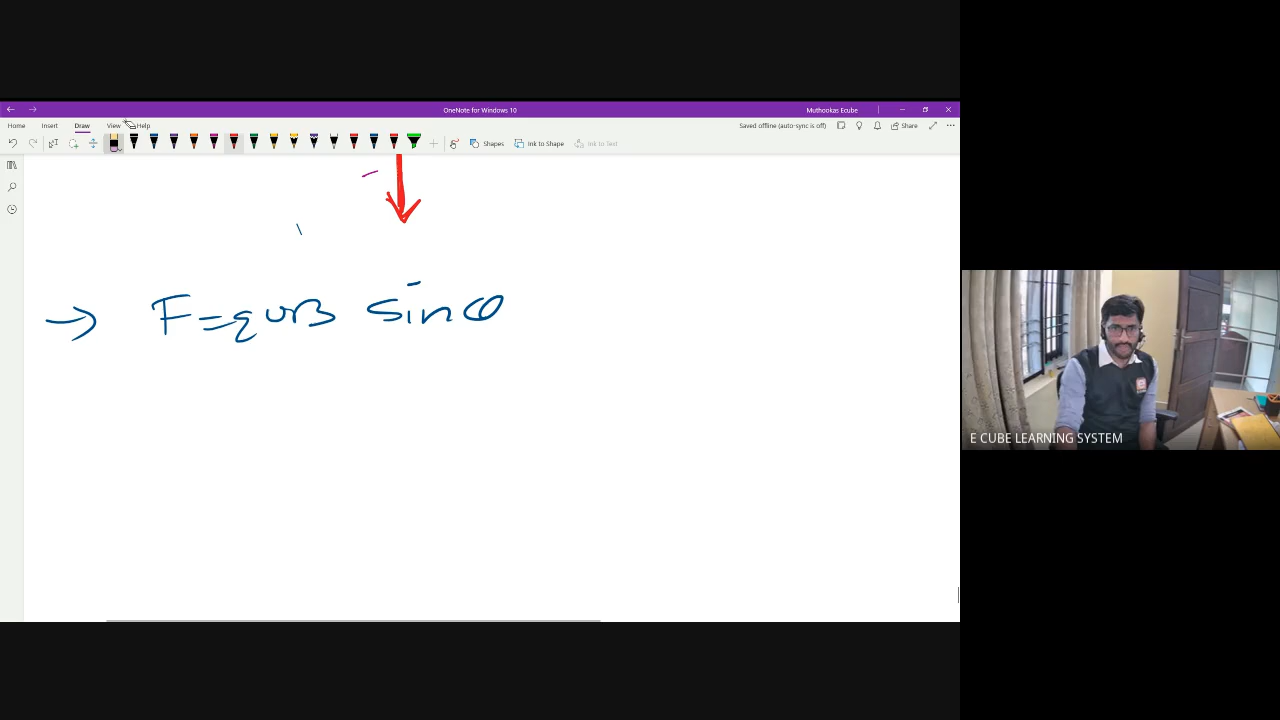 OneNote for Windows 10
Muthookas Ecube
Home Insert Draw View Help
Saved offline (auto-sync is off)
Share
Shapes
Ink to Shape
Ink to Text
→ F=qvB sinθ
E CUBE LEARNING SYSTEM